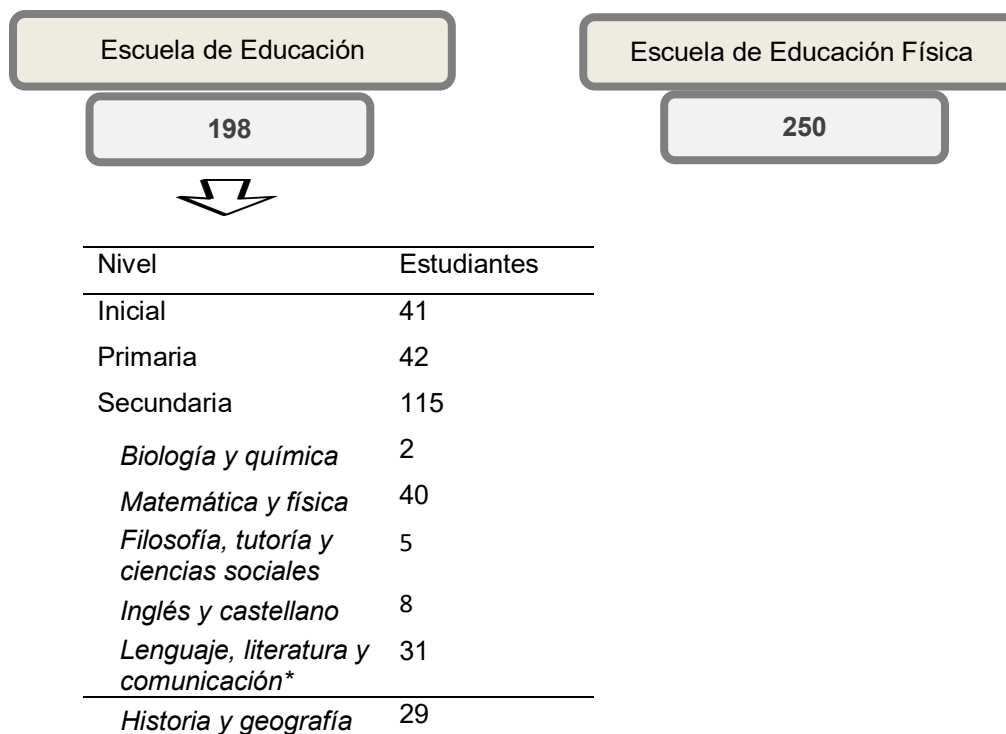 Escuela de Educación
Escuela de Educación Física
198
250
Nivel Estudiantes
Inicial 41
Primaria 42
Secundaria 115
Biología y química 2
Matemática y física 40
Filosofía, tutoría y
ciencias sociales 5
Inglés y castellano 8
Lenguaje, literatura y
comunicación* 31
Historia y geografía 29